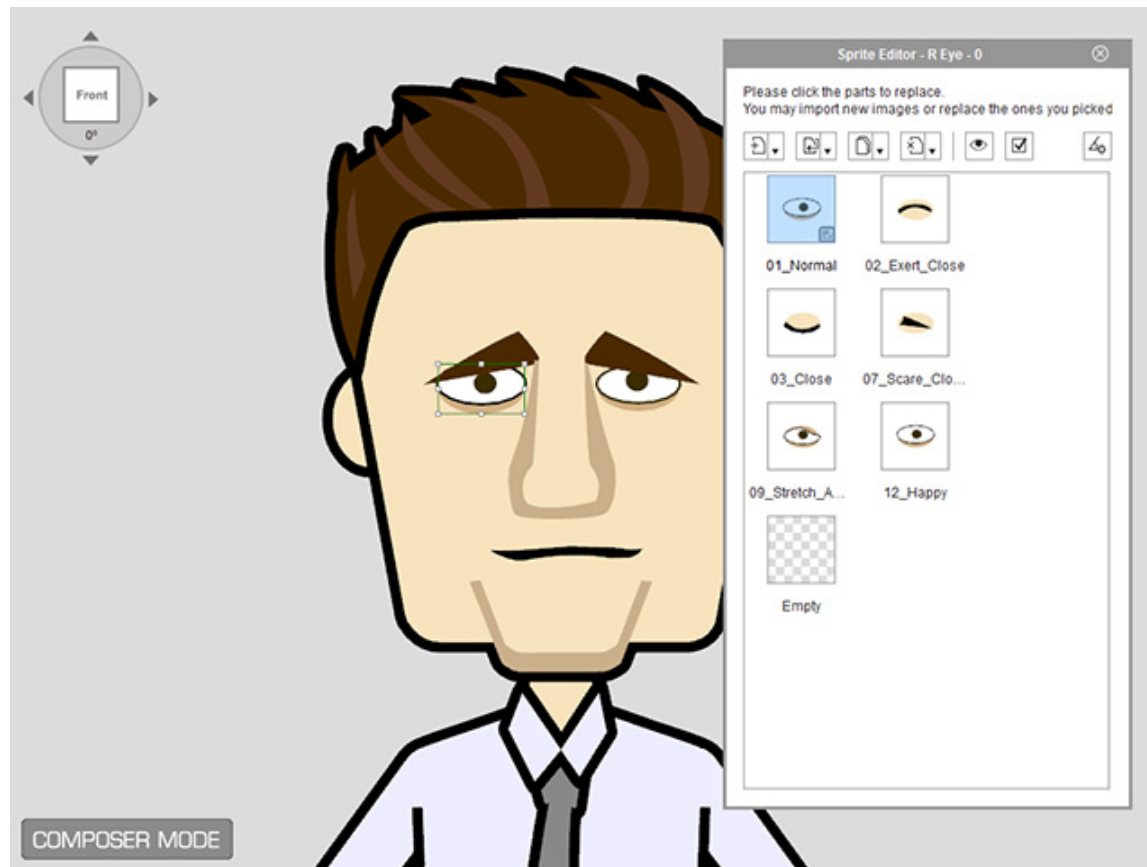 Front
0°
Sprite Editor - R Eye - 0
Please click the parts to replace.
You may import new images or replace the ones you picked
01_Normal
02_Exert_Close
03_Close
07_Scare_Clo...
09_Stretch_A...
12_Happy
Empty
COMPOSER MODE